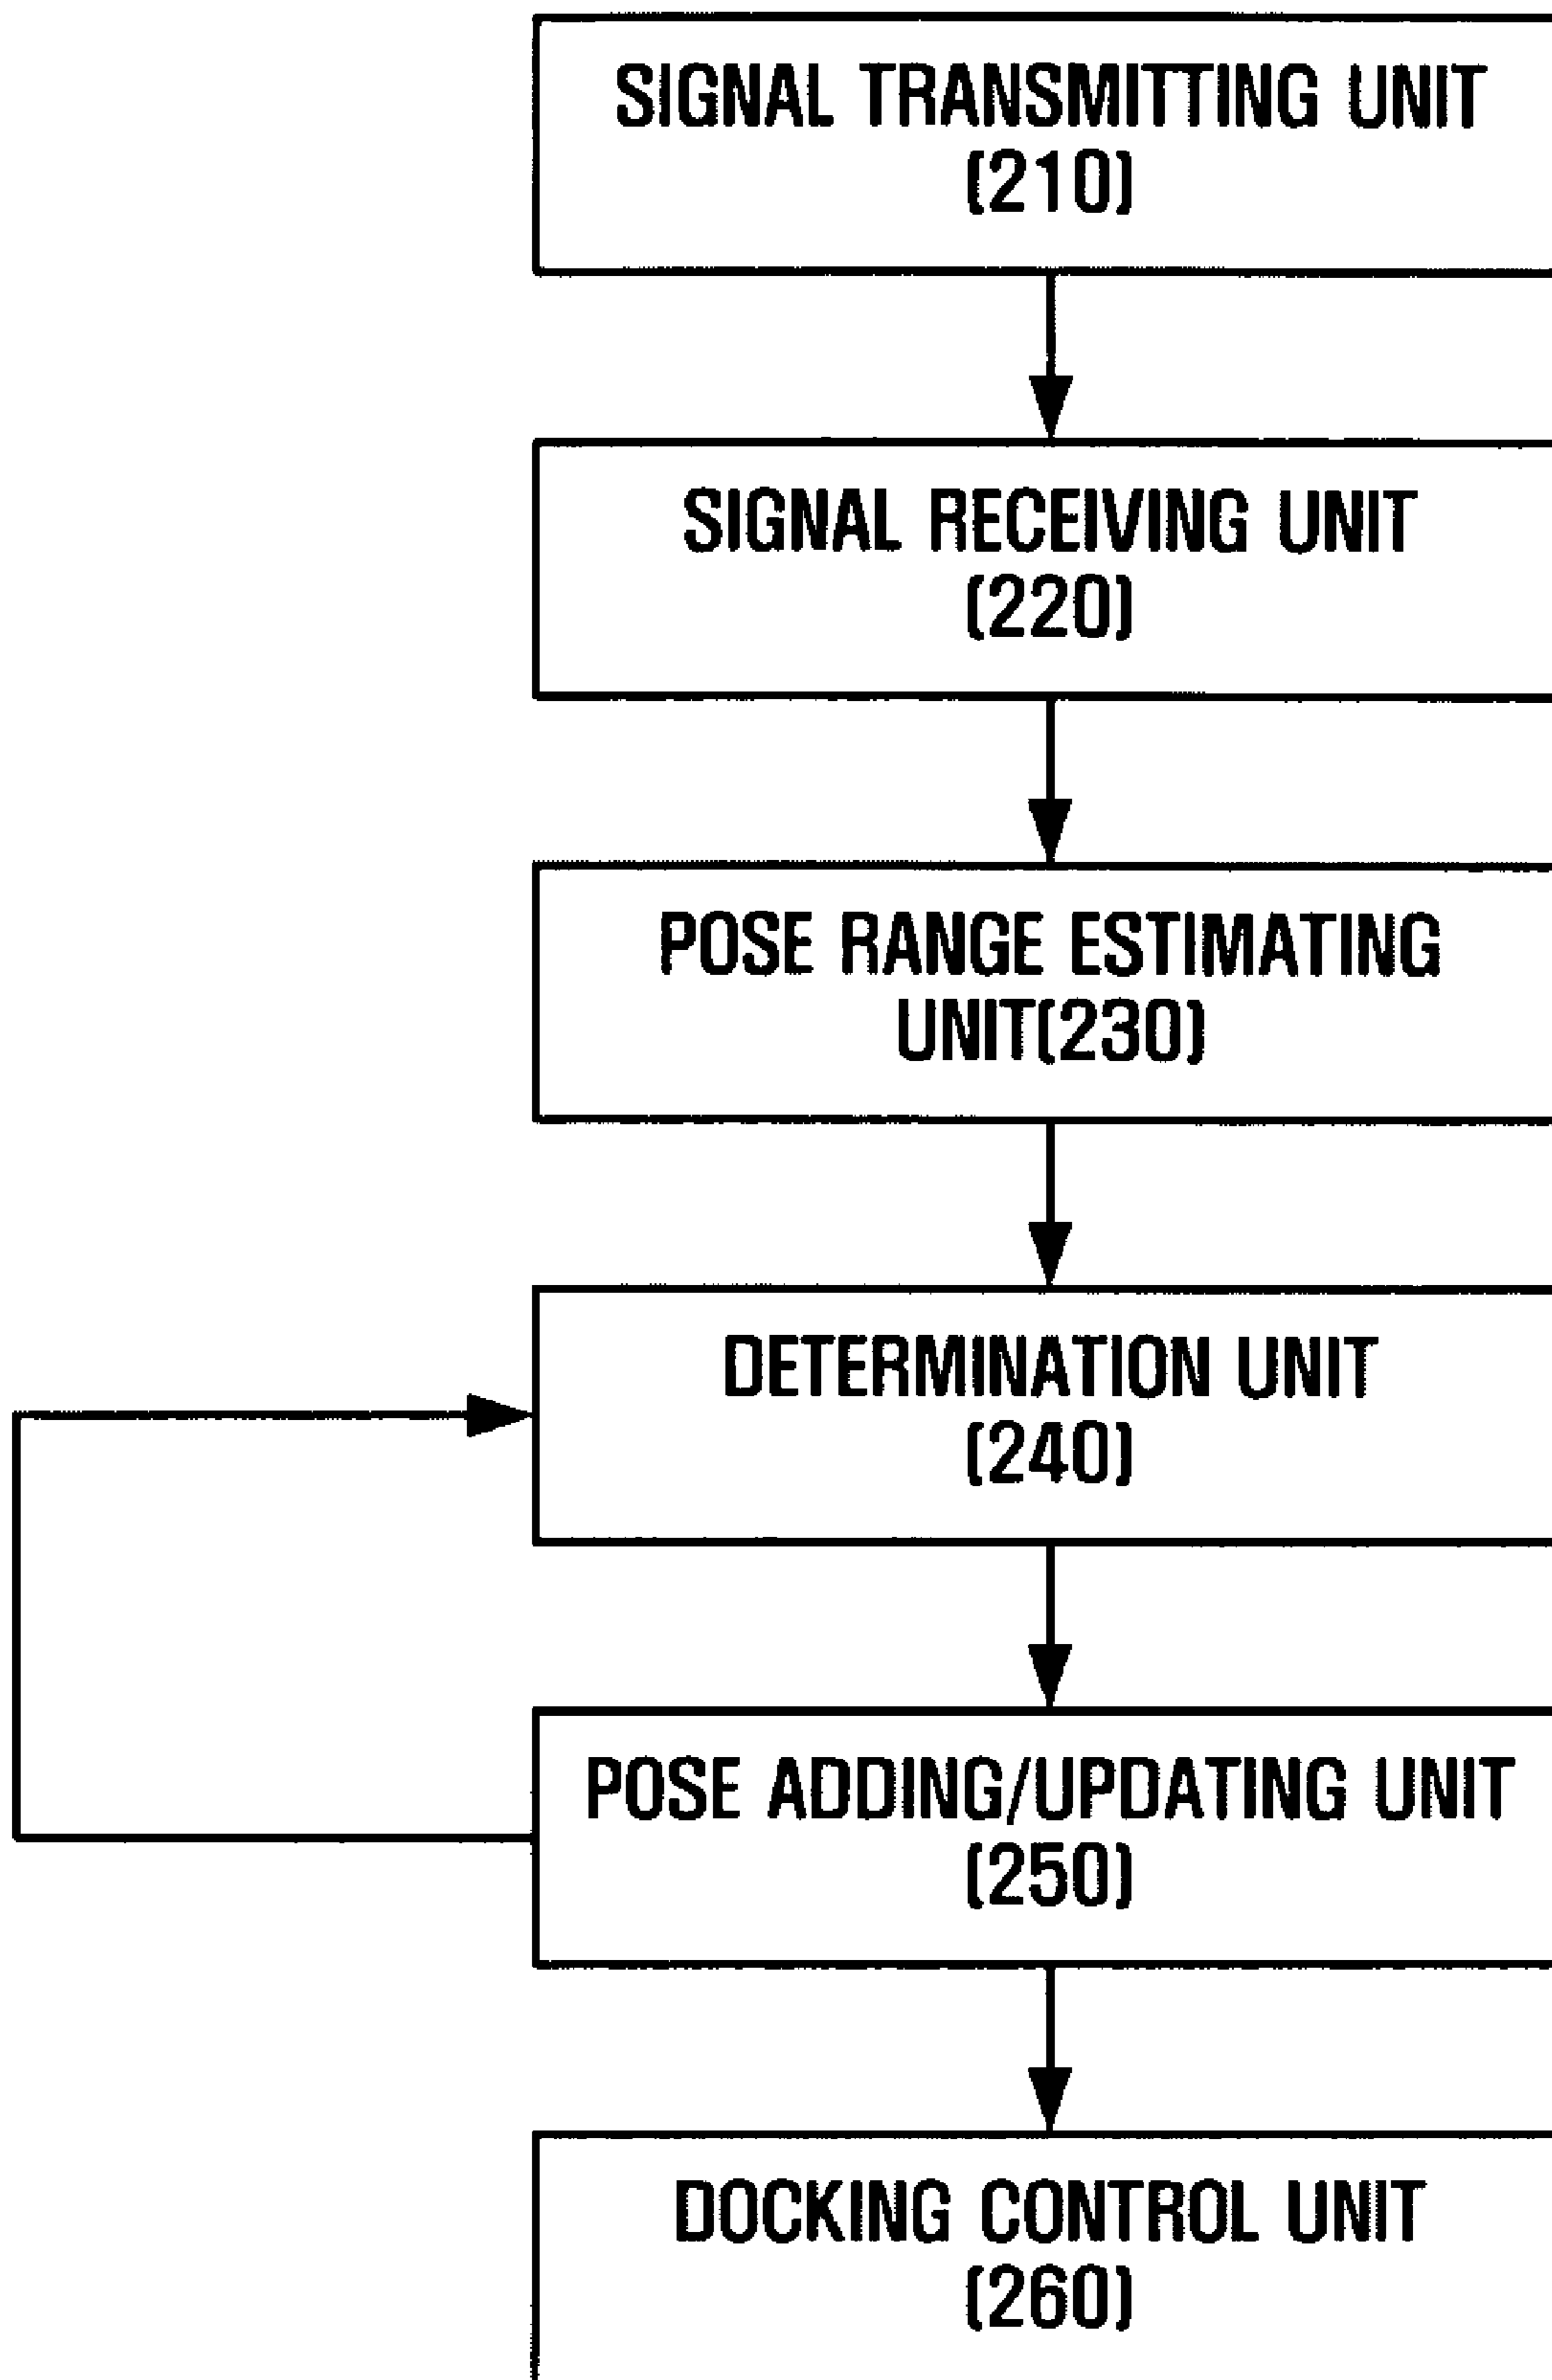 SIGNAL TRANSMITTING UNIT
(210)
SIGNAL RECEIVING UNIT
(220)
POSE RANGE ESTIMATING
UNIT(230)
DETERMINATION UNIT
(240)
POSE ADDING/UPDATING UNIT
(250)
DOCKING CONTROL UNIT
(260)